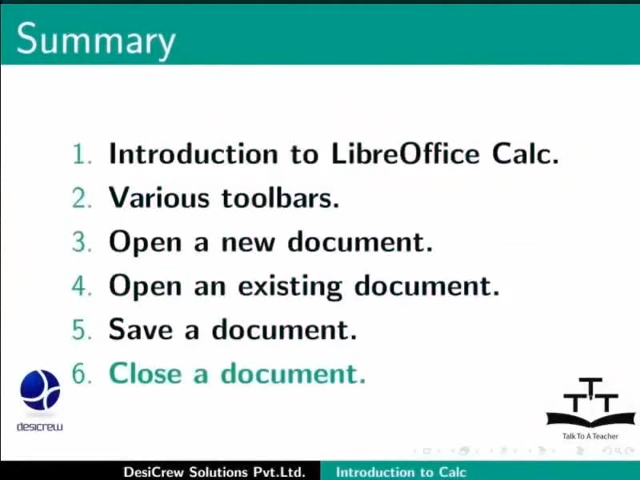 Summary
1. Introduction to LibreOffice Calc.
2. Various toolbars.
3. Open a new document.
4. Open an existing document.
5. Save a document.
6. Close a document.
desicrew
TTT
Talk To A Teacher
DesiCrew Solutions Pvt.Ltd. Introduction to Calc